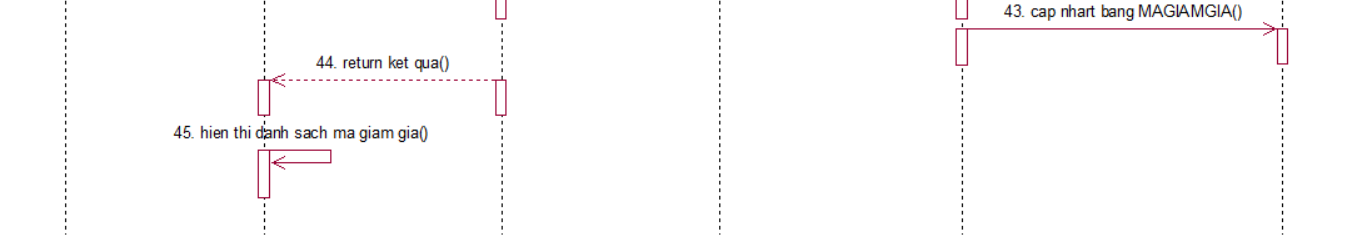 43. cap nhart bang MAGIAMGIA()
44. return ket qua()
45. hien thi danh sach ma giam gia()